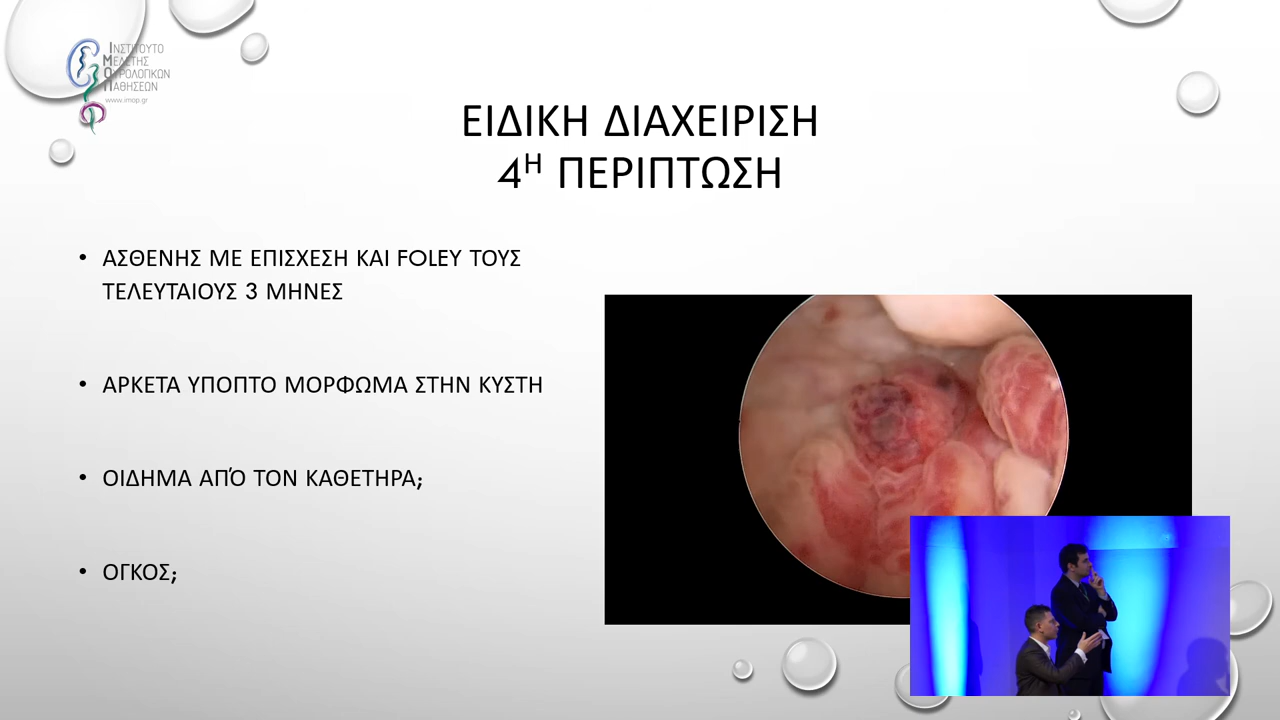 ΙΝΣΤΙΤΟΥΤΟ
ΜΕΛΕΤΗΣ
ΟΥΡΟΛΟΓΙΚΩΝ
ΠΑΘΗΣΕΩΝ
www.imop.gr
ΕΙΔΙΚΗ ΔΙΑΧΕΙΡΙΣΗ
4Η ΠΕΡΙΠΤΩΣΗ
• ΑΣΘΕΝΗΣ ΜΕ ΕΠΙΣΧΕΣΗ ΚΑΙ FOLEY ΤΟΥΣ
ΤΕΛΕΥΤΑΙΟΥΣ 3 ΜΗΝΕΣ
• ΑΡΚΕΤΑ ΥΠΟΠΤΟ ΜΟΡΦΩΜΑ ΣΤΗΝ ΚΥΣΤΗ
• ΟΙΔΗΜΑ ΑΠΌ ΤΟΝ ΚΑΘΕΤΗΡΑ;
• ΟΓΚΟΣ;